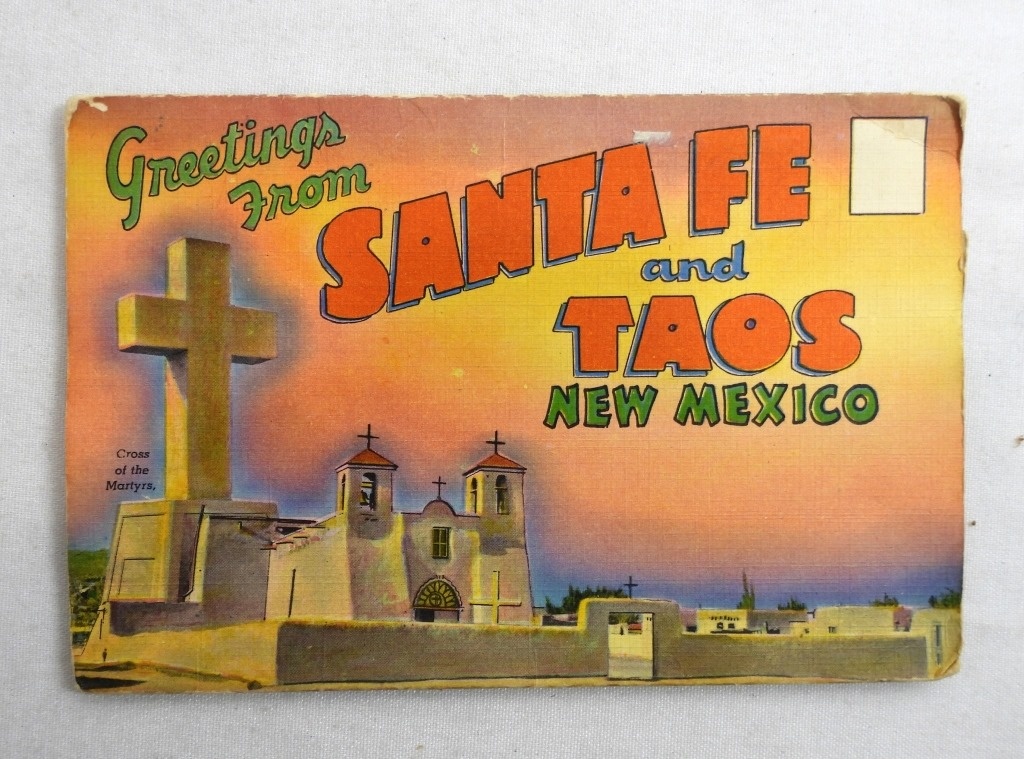 Greetings
From
SANTA FE
and
TAOS
NEW MEXICO
Cross
of the
Martyrs,